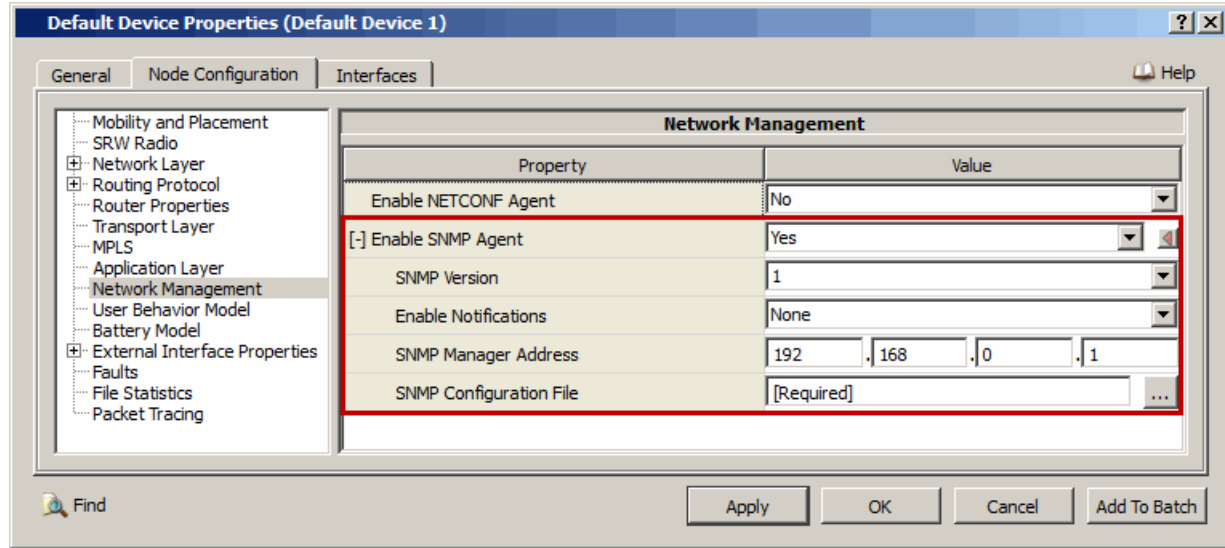 Default Device Properties (Default Device 1)
General Node Configuration Interfaces Help
Mobility and Placement
SRW Radio
Network Layer
Routing Protocol
Router Properties
Transport Layer
MPLS
Application Layer
Network Management
User Behavior Model
Battery Model
External Interface Properties
Faults
File Statistics
Packet Tracing
Network Management
Property Value
Enable NETCONF Agent No
[-] Enable SNMP Agent Yes
SNMP Version 1
Enable Notifications None
SNMP Manager Address 192 . 168 . 0 . 1
SNMP Configuration File [Required] ...
Find Apply OK Cancel Add To Batch